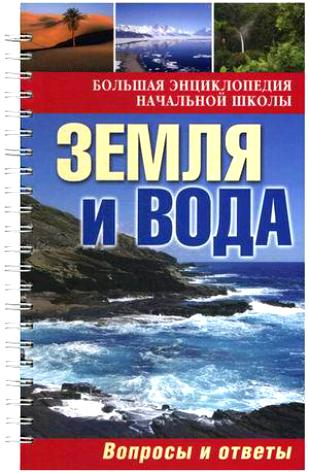 БОЛЬШАЯ ЭНЦИКЛОПЕДИЯ
НАЧАЛЬНОЙ ШКОЛЫ
ЗЕМЛЯ
и ВОДА
Вопросы и ответы